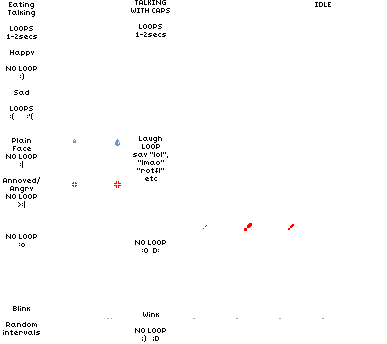 Eating
Talking
LOOPS
1-2secs
TALKING
WITH CAPS
LOOPS
1-2secs
IDLE
Happy
NO LOOP
:)
Sad
LOOPS
:( :'(
Plain
Face
NO LOOP
:|
Laugh
LOOP
say "lol",
"lmao"
"rotfl"
etc
Annoyed/
Angry
NO LOOP
>:|
NO LOOP
:o
NO LOOP
:O D:
Blink
Random
intervals
Wink
NO LOOP
;) ;D